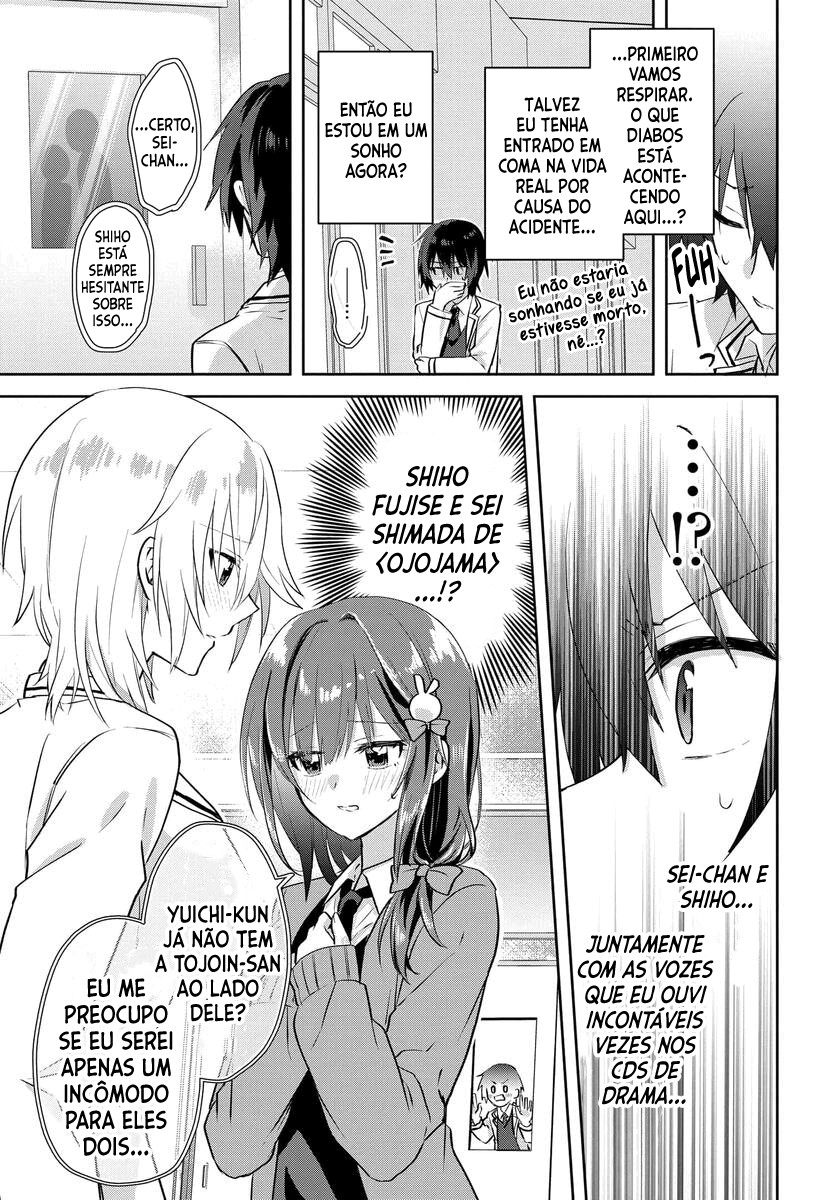 ...PRIMEIRO
VAMOS
RESPIRAR.
O QUE
DIABOS
ESTÁ
ACONTE-
CENDO
AQUI...?
FUH
TALVEZ
EU TENHA
ENTRADO EM
COMA NA VIDA
REAL POR
CAUSA DO
ACIDENTE...
Eu não estaria
sonhando se eu já
estivesse morto,
né...?
ENTÃO EU
ESTOU EM UM
SONHO
AGORA?
......
...CERTO,
SEI-
CHAN...
SHIHO
ESTÁ
SEMPRE
HESITANTE
SOBRE
ISSO...
...!?
SEI-CHAN E
SHIHO...
JUNTAMENTE
COM AS VOZES
QUE EU OUVI
INCONTÁVEIS
VEZES NOS
CDS DE
DRAMA...
SHIHO
FUJISE E SEI
SHIMADA DE
<OJOJAMA>
...!?
YUICHI-KUN
JÁ NÃO TEM
A TOJOIN-SAN
AO LADO
DELE?
EU ME
PREOCUPO
SE EU SEREI
APENAS UM
INCÔMODO
PARA ELES
DOIS...